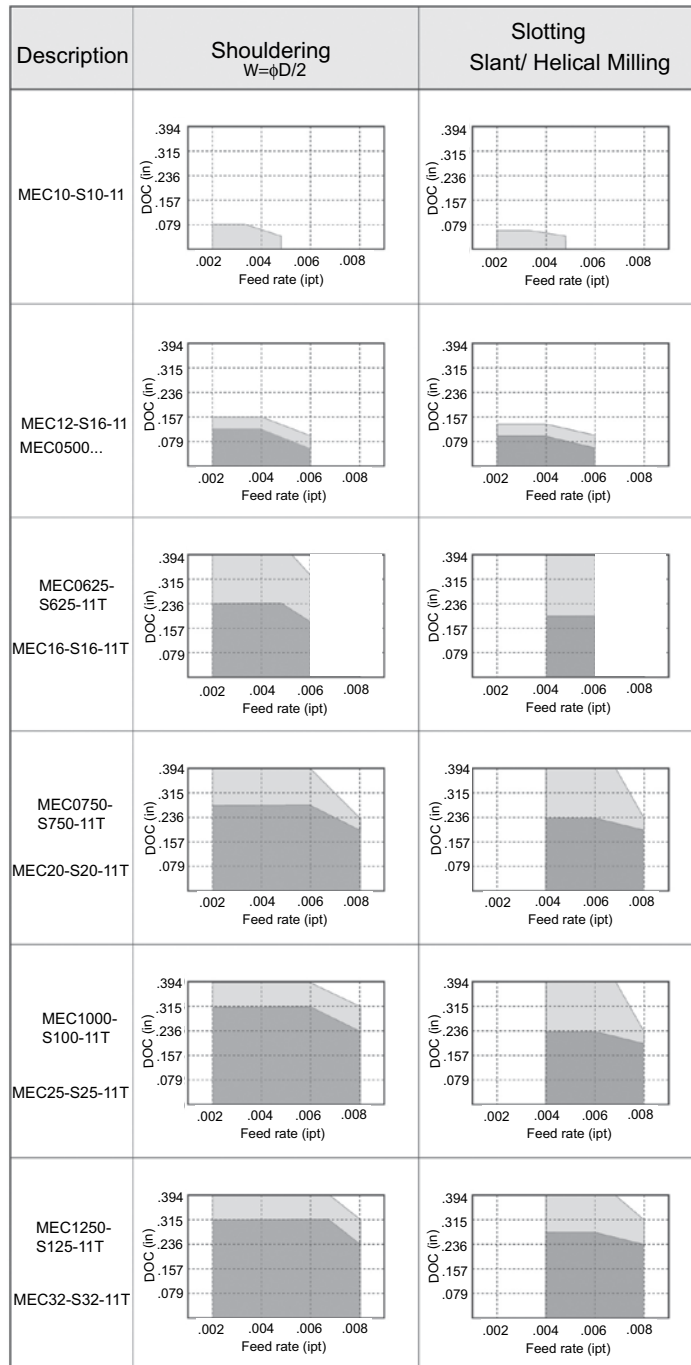 Description
Shouldering
W=ϕD/2
Slotting
Slant/ Helical Milling
MEC10-S10-11
DOC (in)
.394
.315
.236
.157
.079
.002 .004 .006 .008
Feed rate (ipt)
DOC (in)
.394
.315
.236
.157
.079
.002 .004 .006 .008
Feed rate (ipt)
MEC12-S16-11
MEC0500...
DOC (in)
.394
.315
.236
.157
.079
.002 .004 .006 .008
Feed rate (ipt)
DOC (in)
.394
.315
.236
.157
.079
.002 .004 .006 .008
Feed rate (ipt)
MEC0625-
S625-11T
MEC16-S16-11T
DOC (in)
.394
.315
.236
.157
.079
.002 .004 .006 .008
Feed rate (ipt)
DOC (in)
.394
.315
.236
.157
.079
.002 .004 .006 .008
Feed rate (ipt)
MEC0750-
S750-11T
MEC20-S20-11T
DOC (in)
.394
.315
.236
.157
.079
.002 .004 .006 .008
Feed rate (ipt)
DOC (in)
.394
.315
.236
.157
.079
.002 .004 .006 .008
Feed rate (ipt)
MEC1000-
S100-11T
MEC25-S25-11T
DOC (in)
.394
.315
.236
.157
.079
.002 .004 .006 .008
Feed rate (ipt)
DOC (in)
.394
.315
.236
.157
.079
.002 .004 .006 .008
Feed rate (ipt)
MEC1250-
S125-11T
MEC32-S32-11T
DOC (in)
.394
.315
.236
.157
.079
.002 .004 .006 .008
Feed rate (ipt)
DOC (in)
.394
.315
.236
.157
.079
.002 .004 .006 .008
Feed rate (ipt)